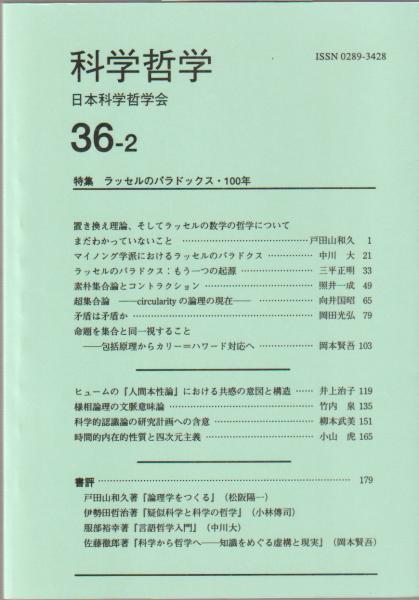 科学哲学
ISSN 0289-3428
日本科学哲学会
36-2
特集 ラッセルのパラドックス・100年
置き換え理論、そしてラッセルの数学の哲学について
まだわかっていないこと ……………………戸田山和久 1
マイノング学派におけるラッセルのパラドクス ………… 中川 大 21
ラッセルのパラドクス：もう一つの起源 ……………… 三平正明 33
素朴集合論とコントラクション ……………………… 照井一成 49
超集合論 ――circularityの論理の現在―― ………… 向井国昭 65
矛盾は矛盾か ……………………………………… 岡田光弘 79
命題を集合と同一視すること
――包括原理からカリー＝ハワード対応へ ………… 岡本賢吾 103
ヒュームの『人間本性論』における共感の意図と構造 …… 井上治子 119
様相論理の文脈意味論 ……………………………… 竹内 泉 135
科学的認識論の研究計画への含意 …………………… 柳本武美 151
時間的内在的性質と四次元主義 ……………………… 小山 虎 165
書評 …………………………………………………… 179
戸田山和久著『論理学をつくる』（松阪陽一）
伊勢田哲治著『疑似科学と科学の哲学』（小林傳司）
服部裕幸著『言語哲学入門』（中川大）
佐藤徹郎著『科学から哲学へ――知識をめぐる虚構と現実』（岡本賢吾）